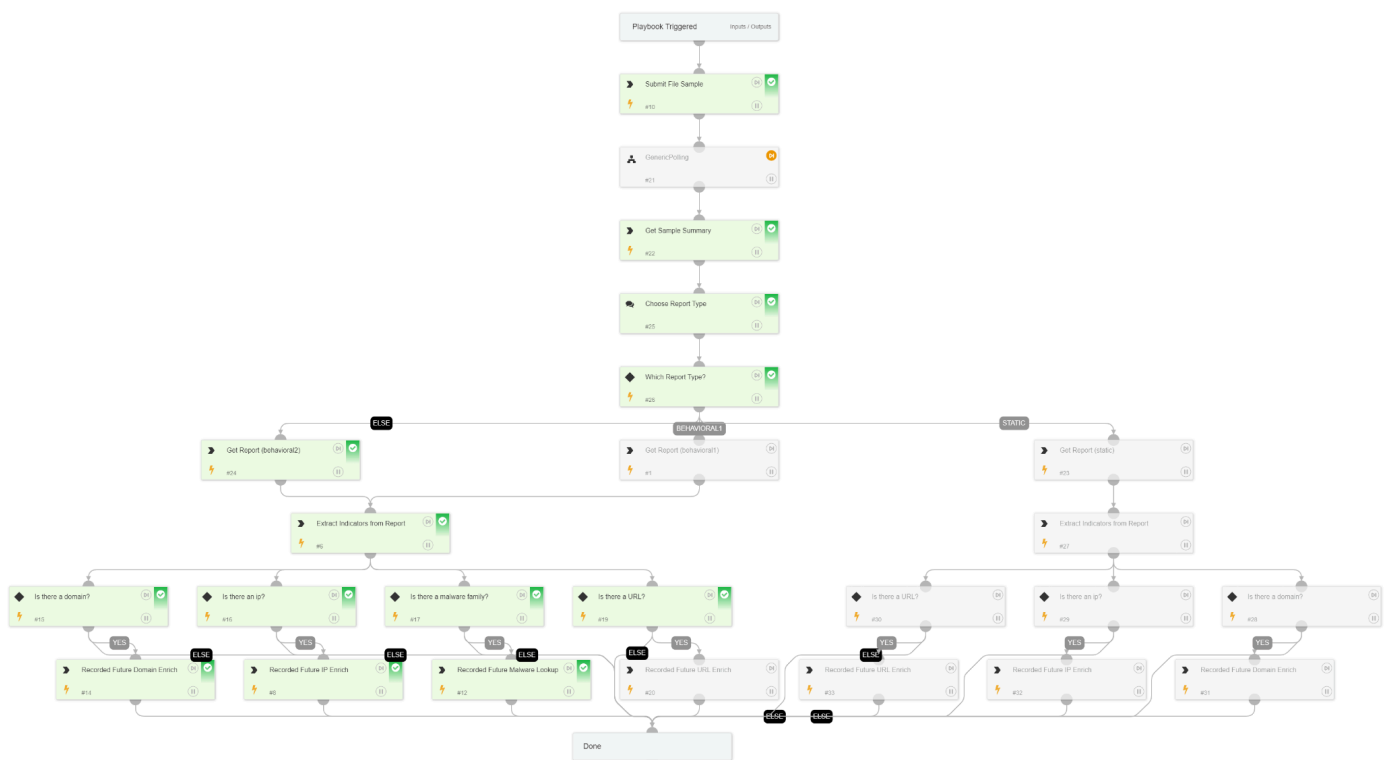 Playbook Triggered Inputs / Outputs
Submit File Sample
#10
GenericPolling
#21
Get Sample Summary
#22
Choose Report Type
#25
Which Report Type?
#26
ELSE BEHAVIORAL1 STATIC
Get Report (behavioral2) Get Report (behavioral1) Get Report (static)
#24 #1 #23
Extract Indicators from Report Extract Indicators from Report
#27
Is there a domain? Is there an ip? Is there a malware family? Is there a URL? Is there a URL? Is there an ip? Is there a domain?
#15 #16 #17 #19 #30 #29 #28
YES YES YES YES YES YES YES
ELSE ELSE ELSE ELSE ELSE
Recorded Future Domain Enrich Recorded Future IP Enrich Recorded Future Malware Lookup Recorded Future URL Enrich Recorded Future URL Enrich Recorded Future IP Enrich Recorded Future Domain Enrich
#14 #8 #12 #20 #33 #32 #31
ELSE ELSE
Done